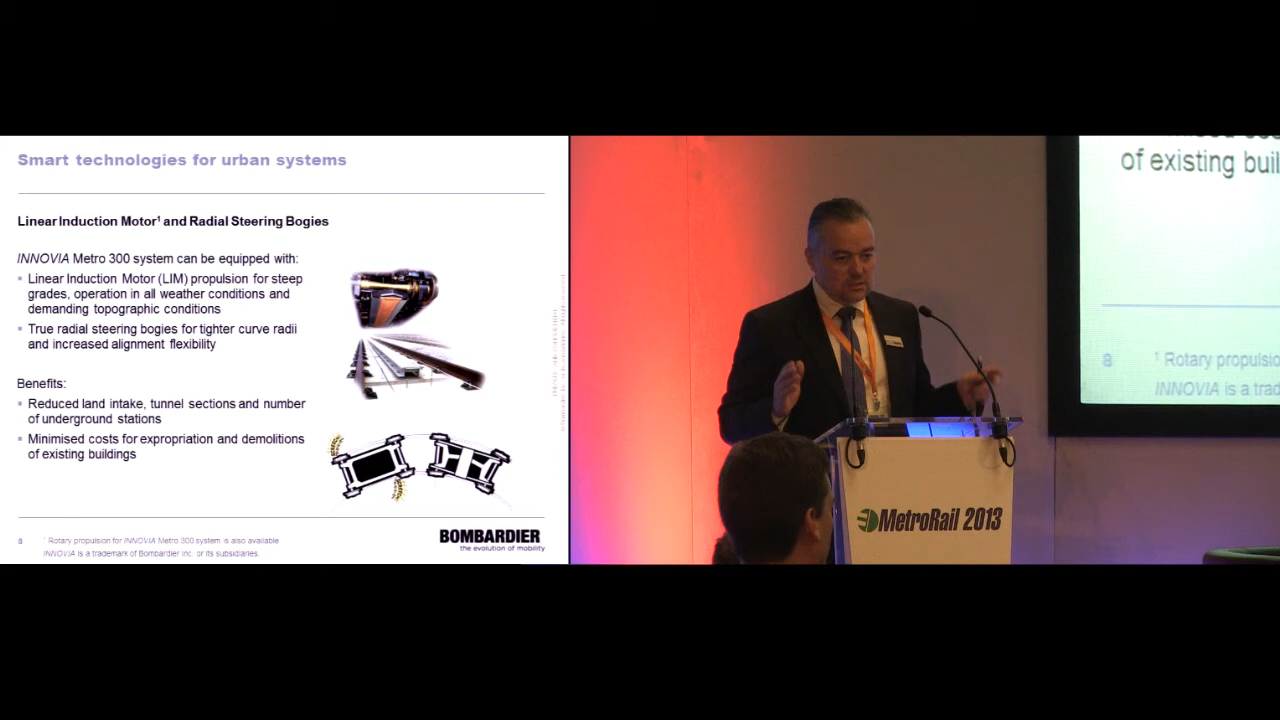 Smart technologies for urban systems
Linear Induction Motor¹ and Radial Steering Bogies
INNOVIA Metro 300 system can be equipped with:
▪ Linear Induction Motor (LIM) propulsion for steep
grades, operation in all weather conditions and
demanding topographic conditions
▪ True radial steering bogies for tighter curve radii
and increased alignment flexibility
Benefits:
▪ Reduced land intake, tunnel sections and number
of underground stations
▪ Minimised costs for expropriation and demolitions
of existing buildings
8
¹ Rotary propulsion for INNOVIA Metro 300 system is also available
INNOVIA is a trademark of Bombardier Inc. or its subsidiaries.
BOMBARDIER
the evolution of mobility
of existing buil
8
¹ Rotary propulsion
INNOVIA is a trad
MetroRail 2013